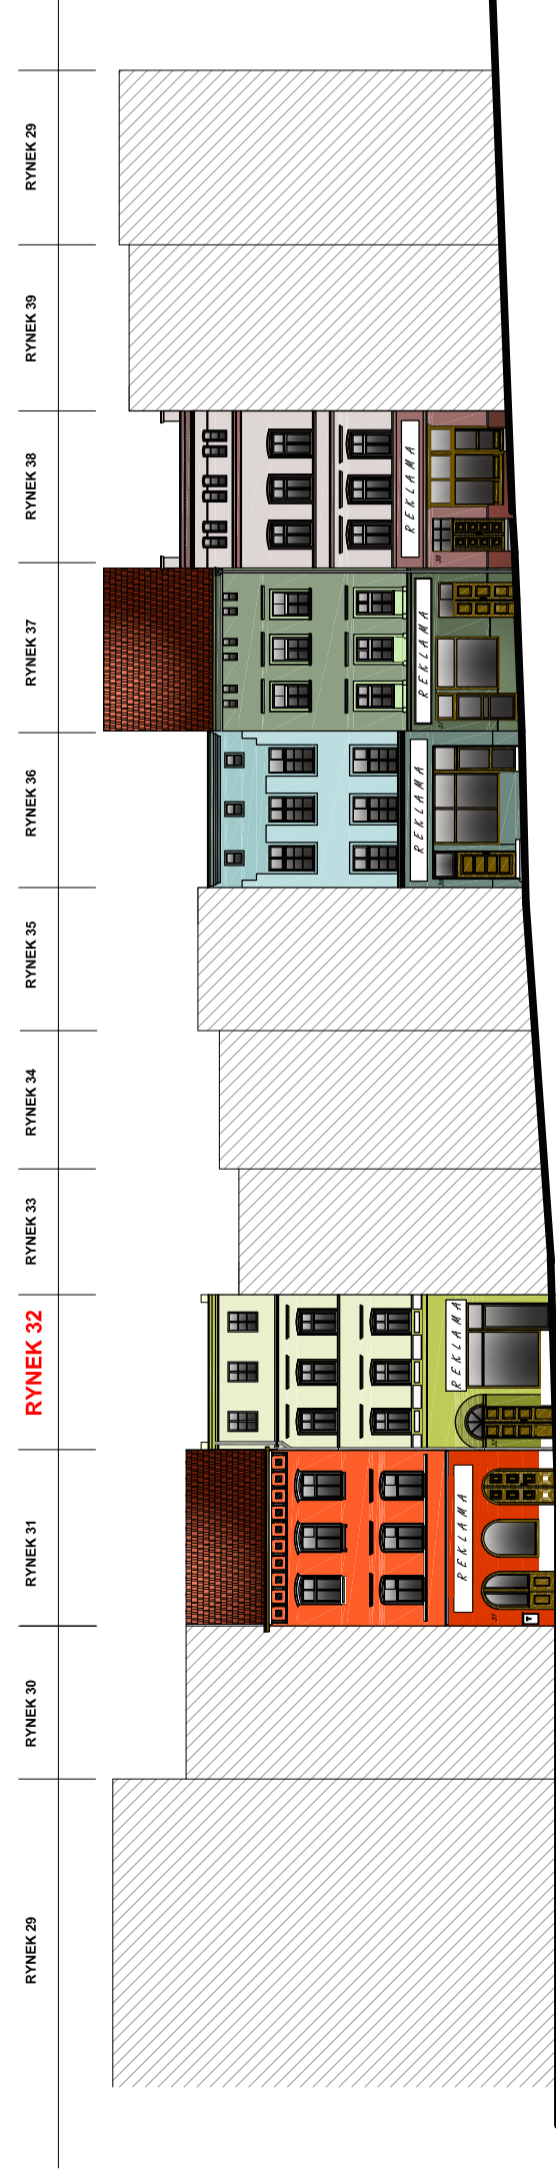 RYNEK 29
RYNEK 30
RYNEK 31
RYNEK 32
RYNEK 33
RYNEK 34
RYNEK 35
RYNEK 36
RYNEK 37
RYNEK 38
RYNEK 39
RYNEK 29
REKLAMA
REKLAMA
REKLAMA
REKLAMA
REKLAMA